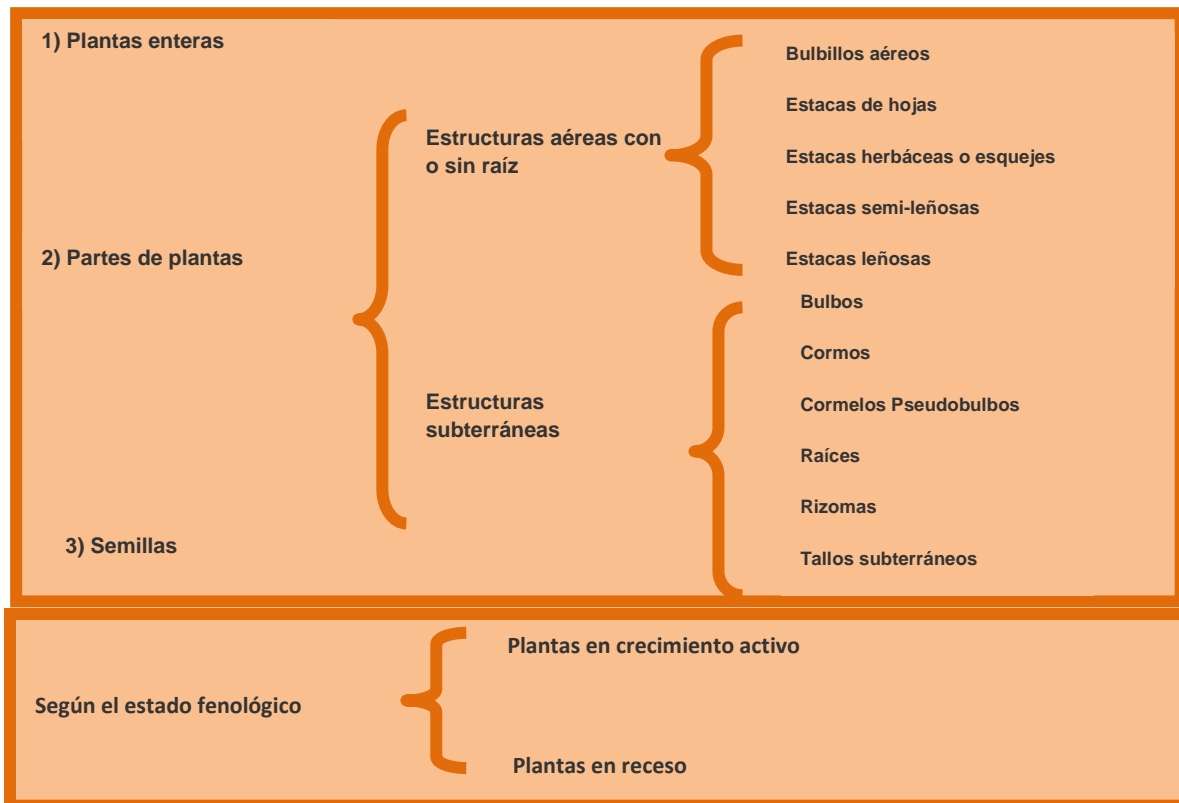 1) Plantas enteras
2) Partes de plantas
Estructuras aéreas con
o sin raíz
Bulbillos aéreos
Estacas de hojas
Estacas herbáceas o esquejes
Estacas semi-leñosas
Estacas leñosas
Estructuras
subterráneas
Bulbos
Cormos
Cormelos Pseudobulbos
Raíces
Rizomas
Tallos subterráneos
3) Semillas
Según el estado fenológico
Plantas en crecimiento activo
Plantas en receso